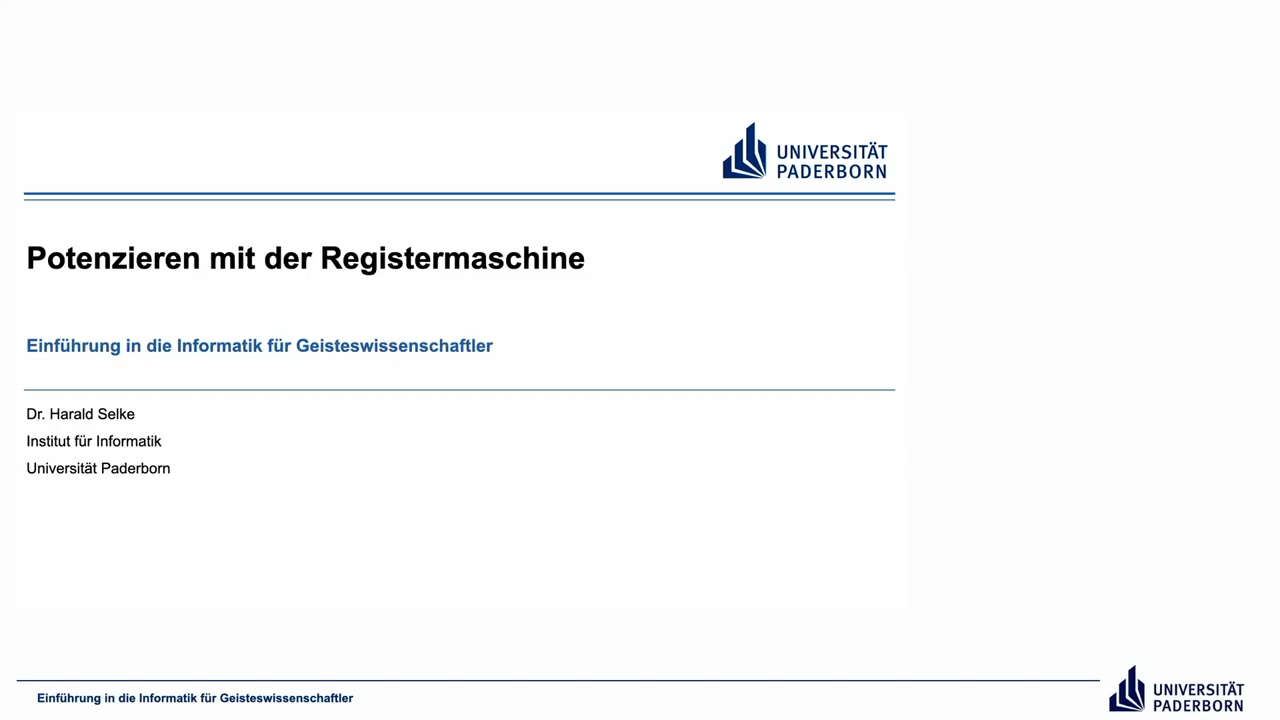 UNIVERSITÄT
PADERBORN
Potenzieren mit der Registermaschine
Einführung in die Informatik für Geisteswissenschaftler
Dr. Harald Selke
Institut für Informatik
Universität Paderborn
Einführung in die Informatik für Geisteswissenschaftler
UNIVERSITÄT
PADERBORN